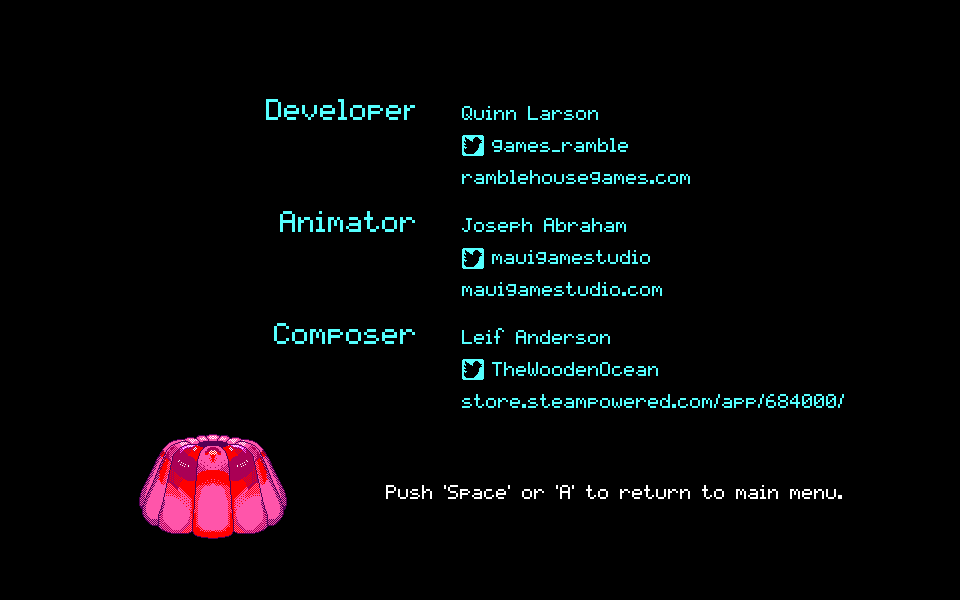 Developer Quinn Larson
games_ramble
ramblehousegames.com
Animator Joseph Abraham
mauigamestudio
mauigamestudio.com
Composer Leif Anderson
TheWoodenOcean
store.steampowered.com/app/684000/
Push 'Space' or 'A' to return to main menu.